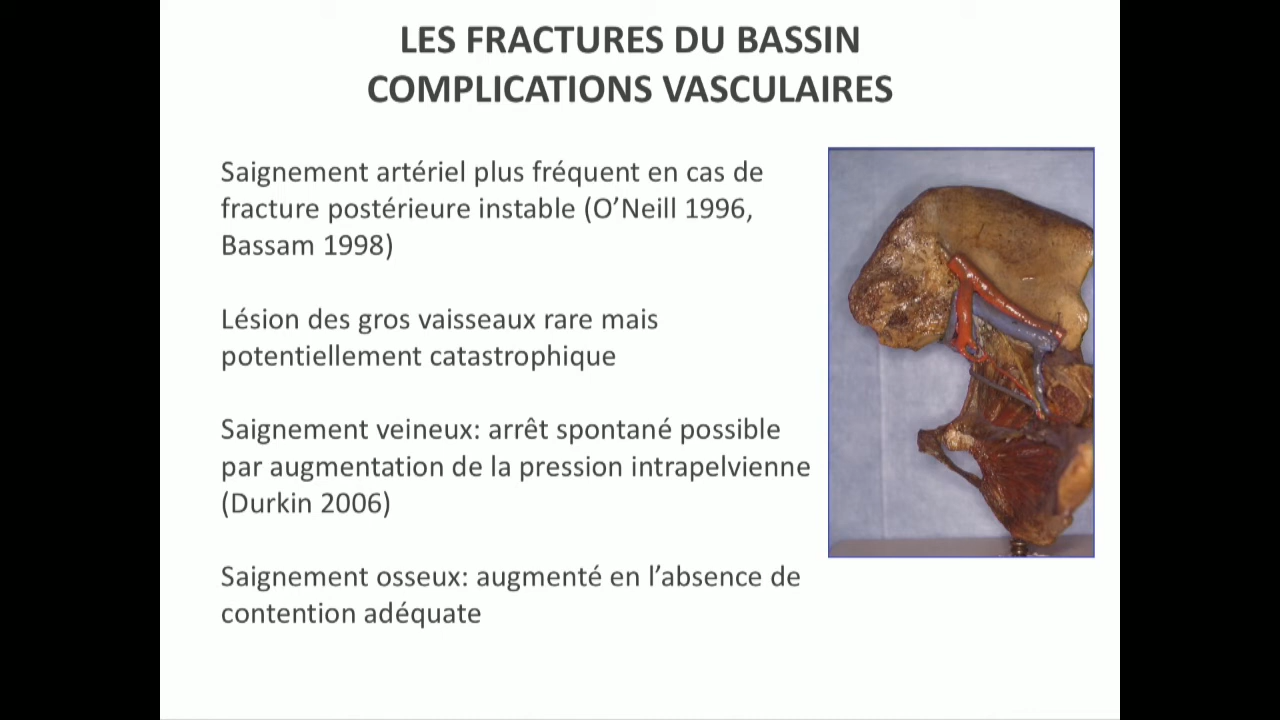 LES FRACTURES DU BASSIN
COMPLICATIONS VASCULAIRES
Saignement artériel plus fréquent en cas de
fracture postérieure instable (O’Neill 1996,
Bassam 1998)
Lésion des gros vaisseaux rare mais
potentiellement catastrophique
Saignement veineux: arrêt spontané possible
par augmentation de la pression intrapelvienne
(Durkin 2006)
Saignement osseux: augmenté en l’absence de
contention adéquate